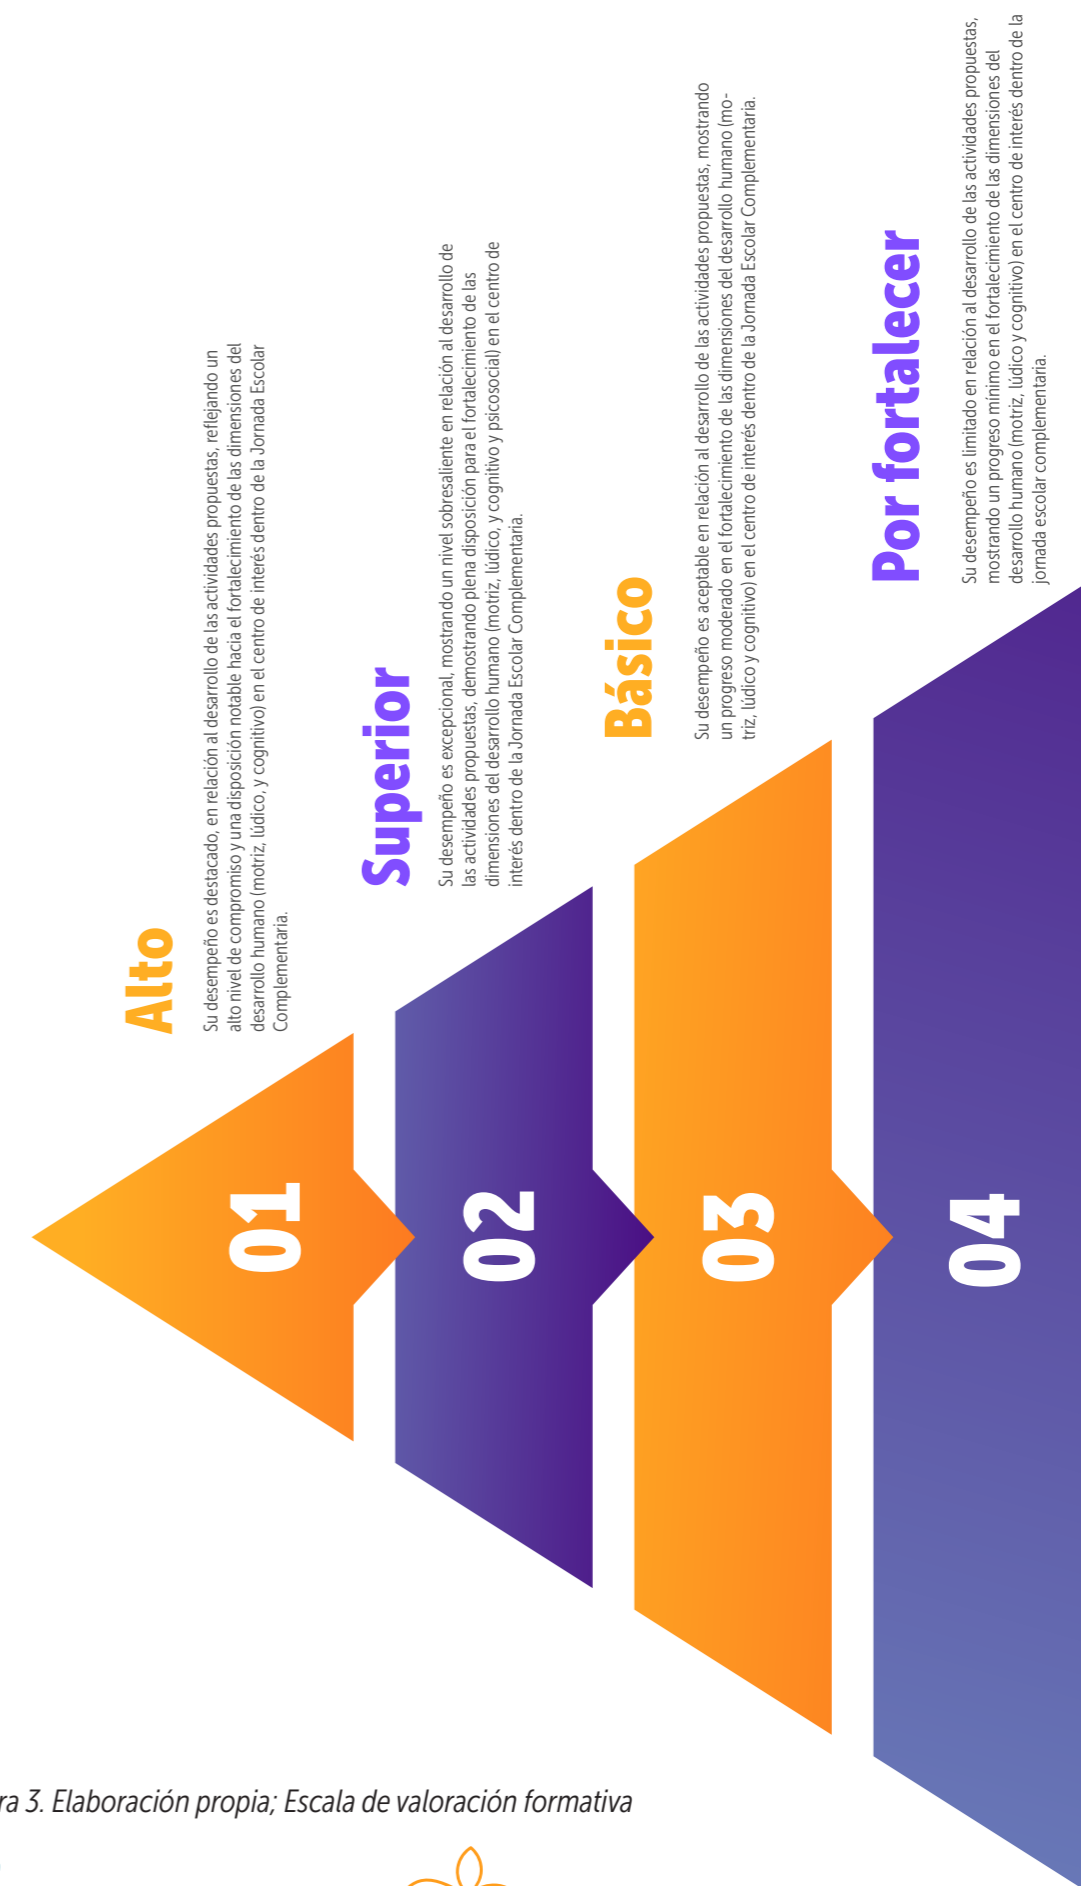 Alto
Su desempeño es destacado, en relación al desarrollo de las actividades propuestas, reflejando un
alto nivel de compromiso y una disposición notable hacia el fortalecimiento de las dimensiones del
desarrollo humano (motriz, lúdico, y cognitivo) en el centro de interés dentro de la Jornada Escolar
Complementaria.
01
Superior
Su desempeño es excepcional, mostrando un nivel sobresaliente en relación al desarrollo de
las actividades propuestas, demostrando plena disposición para el fortalecimiento de las
dimensiones del desarrollo humano (motriz, lúdico, y cognitivo y psicosocial) en el centro de
interés dentro de la Jornada Escolar Complementaria.
02
Básico
Su desempeño es aceptable en relación al desarrollo de las actividades propuestas, mostrando
un progreso moderado en el fortalecimiento de las dimensiones del desarrollo humano (mo-
triz, lúdico y cognitivo) en el centro de interés dentro de la Jornada Escolar Complementaria.
03
Por fortalecer
Su desempeño es limitado en relación al desarrollo de las actividades propuestas,
mostrando un progreso mínimo en el fortalecimiento de las dimensiones del
desarrollo humano (motriz, lúdico y cognitivo) en el centro de interés dentro de la
jornada escolar complementaria.
04
ra 3. Elaboración propia; Escala de valoración formativa